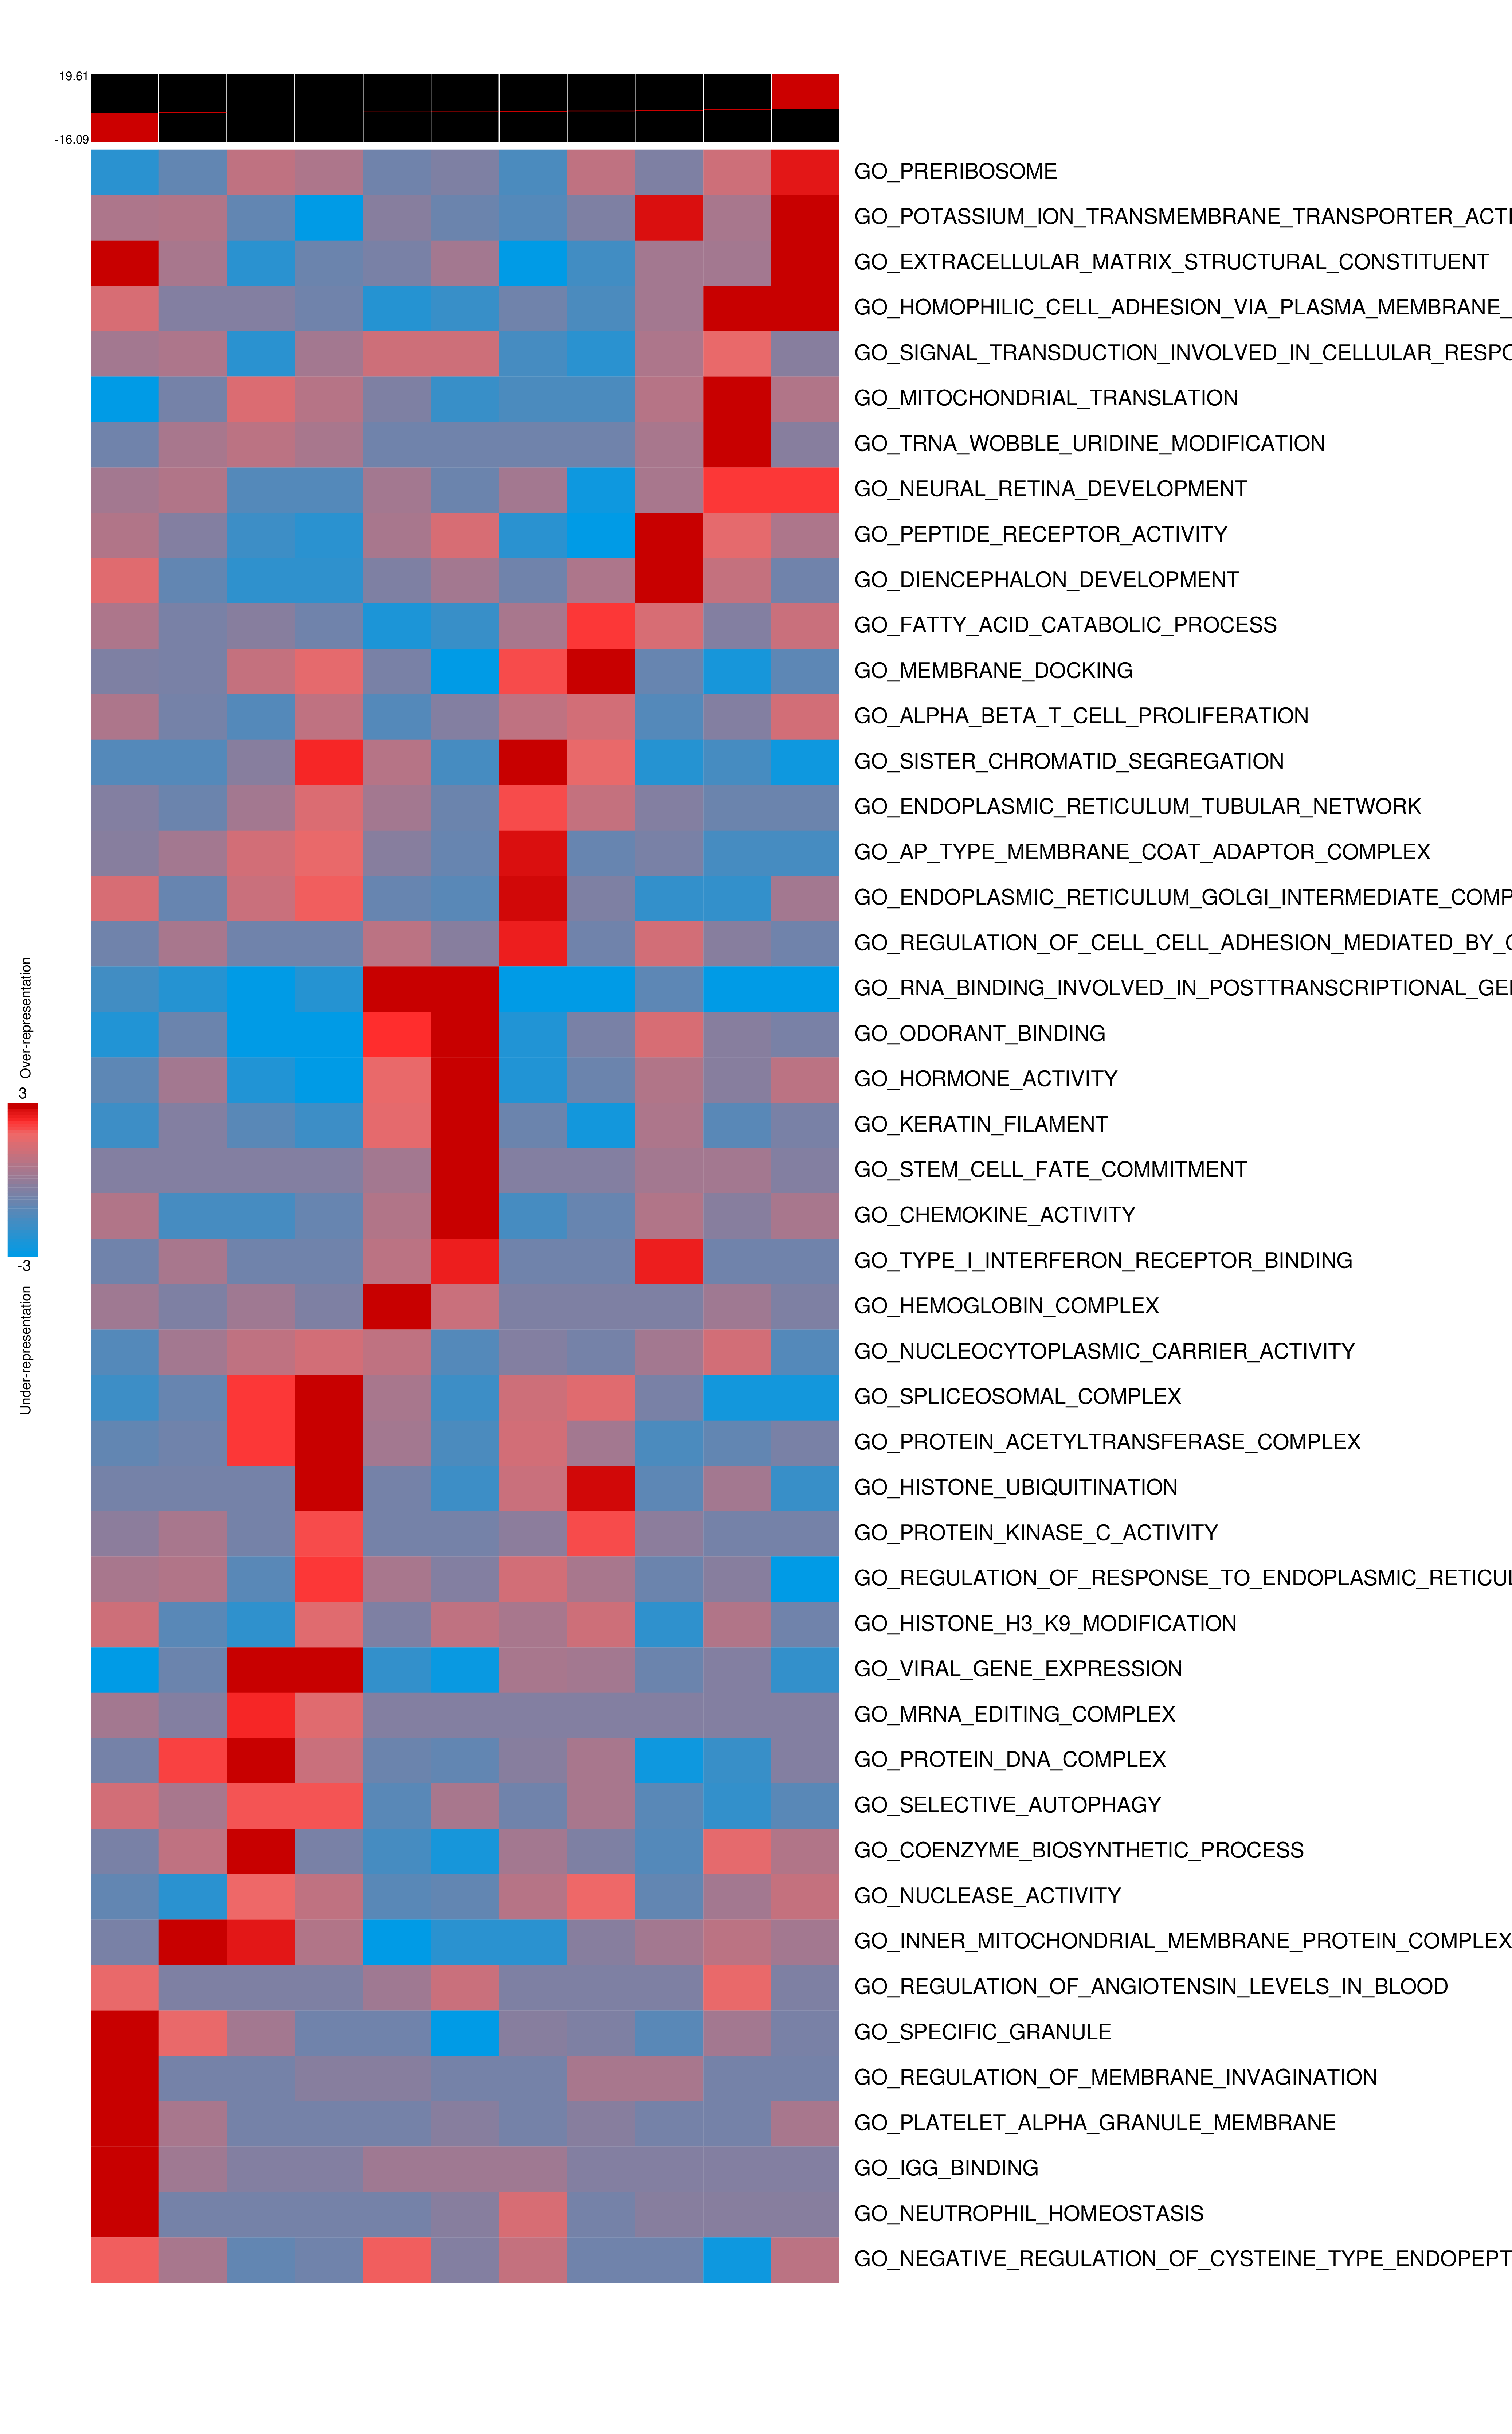 19.61
-16.09
GO_PRERIBOSOME
GO_POTASSIUM_ION_TRANSMEMBRANE_TRANSPORTER_ACTI
GO_EXTRACELLULAR_MATRIX_STRUCTURAL_CONSTITUENT
GO_HOMOPHILIC_CELL_ADHESION_VIA_PLASMA_MEMBRANE_
GO_SIGNAL_TRANSDUCTION_INVOLVED_IN_CELLULAR_RESPO
GO_MITOCHONDRIAL_TRANSLATION
GO_TRNA_WOBBLE_URIDINE_MODIFICATION
GO_NEURAL_RETINA_DEVELOPMENT
GO_PEPTIDE_RECEPTOR_ACTIVITY
GO_DIENCEPHALON_DEVELOPMENT
GO_FATTY_ACID_CATABOLIC_PROCESS
GO_MEMBRANE_DOCKING
GO_ALPHA_BETA_T_CELL_PROLIFERATION
GO_SISTER_CHROMATID_SEGREGATION
GO_ENDOPLASMIC_RETICULUM_TUBULAR_NETWORK
GO_AP_TYPE_MEMBRANE_COAT_ADAPTOR_COMPLEX
GO_ENDOPLASMIC_RETICULUM_GOLGI_INTERMEDIATE_COMP
GO_REGULATION_OF_CELL_CELL_ADHESION_MEDIATED_BY_C
GO_RNA_BINDING_INVOLVED_IN_POSTTRANSCRIPTIONAL_GEN
GO_ODORANT_BINDING
GO_HORMONE_ACTIVITY
GO_KERATIN_FILAMENT
GO_STEM_CELL_FATE_COMMITMENT
GO_CHEMOKINE_ACTIVITY
GO_TYPE_I_INTERFERON_RECEPTOR_BINDING
GO_HEMOGLOBIN_COMPLEX
GO_NUCLEOCYTOPLASMIC_CARRIER_ACTIVITY
GO_SPLICEOSOMAL_COMPLEX
GO_PROTEIN_ACETYLTRANSFERASE_COMPLEX
GO_HISTONE_UBIQUITINATION
GO_PROTEIN_KINASE_C_ACTIVITY
GO_REGULATION_OF_RESPONSE_TO_ENDOPLASMIC_RETICUL
GO_HISTONE_H3_K9_MODIFICATION
GO_VIRAL_GENE_EXPRESSION
GO_MRNA_EDITING_COMPLEX
GO_PROTEIN_DNA_COMPLEX
GO_SELECTIVE_AUTOPHAGY
GO_COENZYME_BIOSYNTHETIC_PROCESS
GO_NUCLEASE_ACTIVITY
GO_INNER_MITOCHONDRIAL_MEMBRANE_PROTEIN_COMPLEX
GO_REGULATION_OF_ANGIOTENSIN_LEVELS_IN_BLOOD
GO_SPECIFIC_GRANULE
GO_REGULATION_OF_MEMBRANE_INVAGINATION
GO_PLATELET_ALPHA_GRANULE_MEMBRANE
GO_IGG_BINDING
GO_NEUTROPHIL_HOMEOSTASIS
GO_NEGATIVE_REGULATION_OF_CYSTEINE_TYPE_ENDOPEPT
Over-representation
3
-3
Under-representation